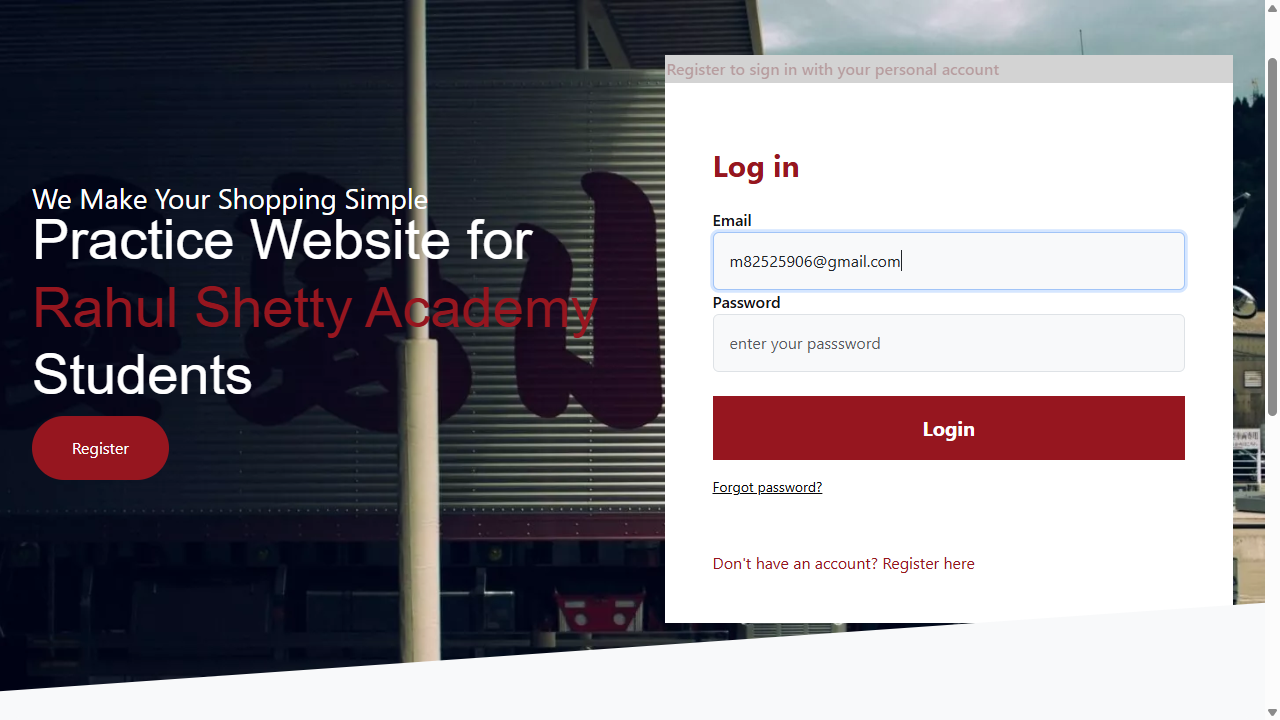 We Make Your Shopping Simple
Practice Website for
Rahul Shetty Academy
Students
Register
Register to sign in with your personal account
Log in
Email
m82525906@gmail.com
Password
enter your passsword
Login
Forgot password?
Don't have an account? Register here